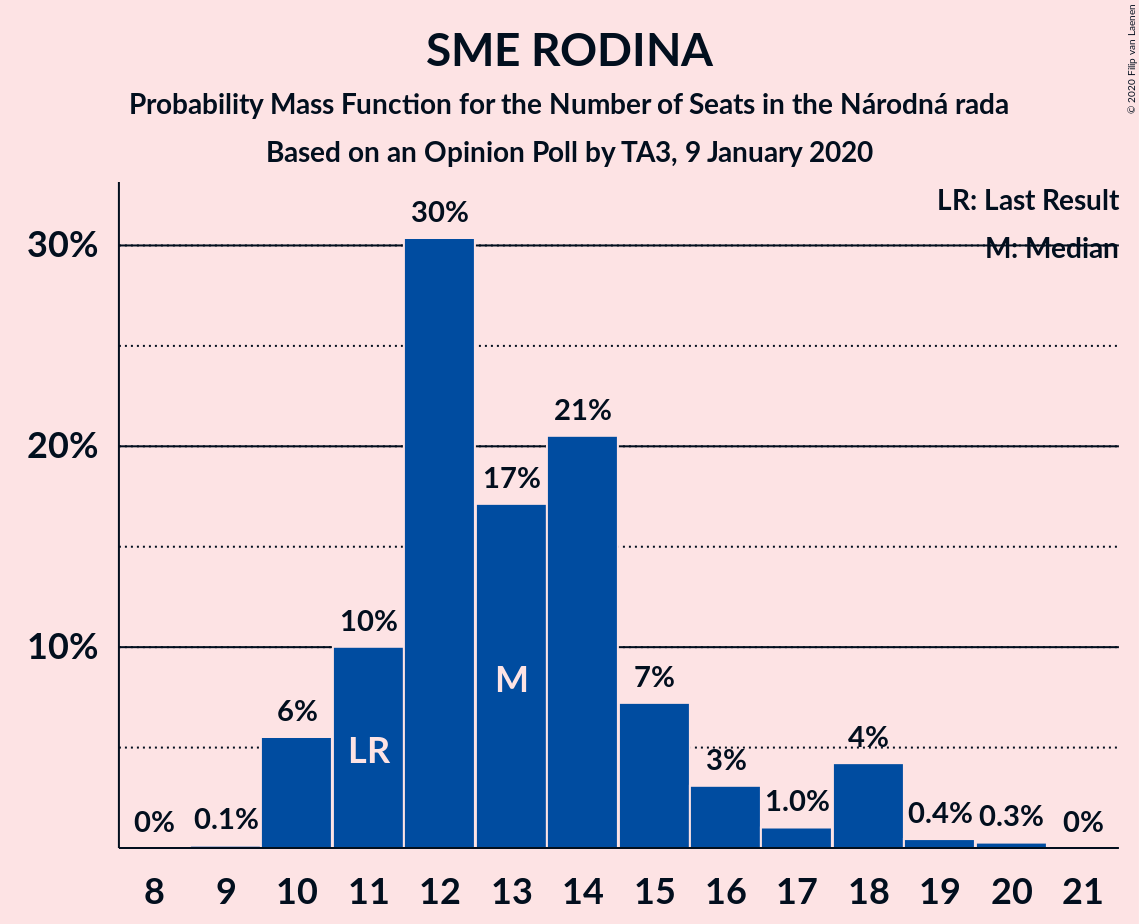 SME RODINA
Probability Mass Function for the Number of Seats in the Národná rada
Based on an Opinion Poll by TA3, 9 January 2020
© 2020 Filip van Laenen
LR: Last Result
M: Median
30%
20%
10%
0%
0.1%
6%
10%
30%
17%
21%
7%
3%
1.0%
4%
0.4%
0.3%
0%
LR
M
8 9 10 11 12 13 14 15 16 17 18 19 20 21